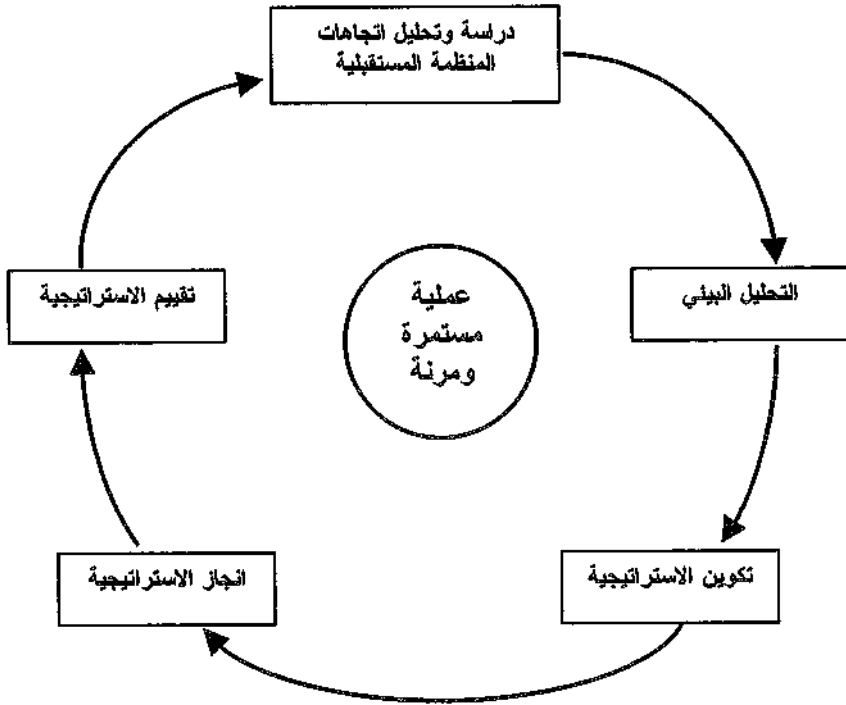 دراسة وتحليل اتجاهات
المنظمة المستقبلية
التحليل البيئي
تكوين الاستراتيجية
انجاز الاستراتيجية
تقييم الاستراتيجية
عملية
مستمرة
ومرنة